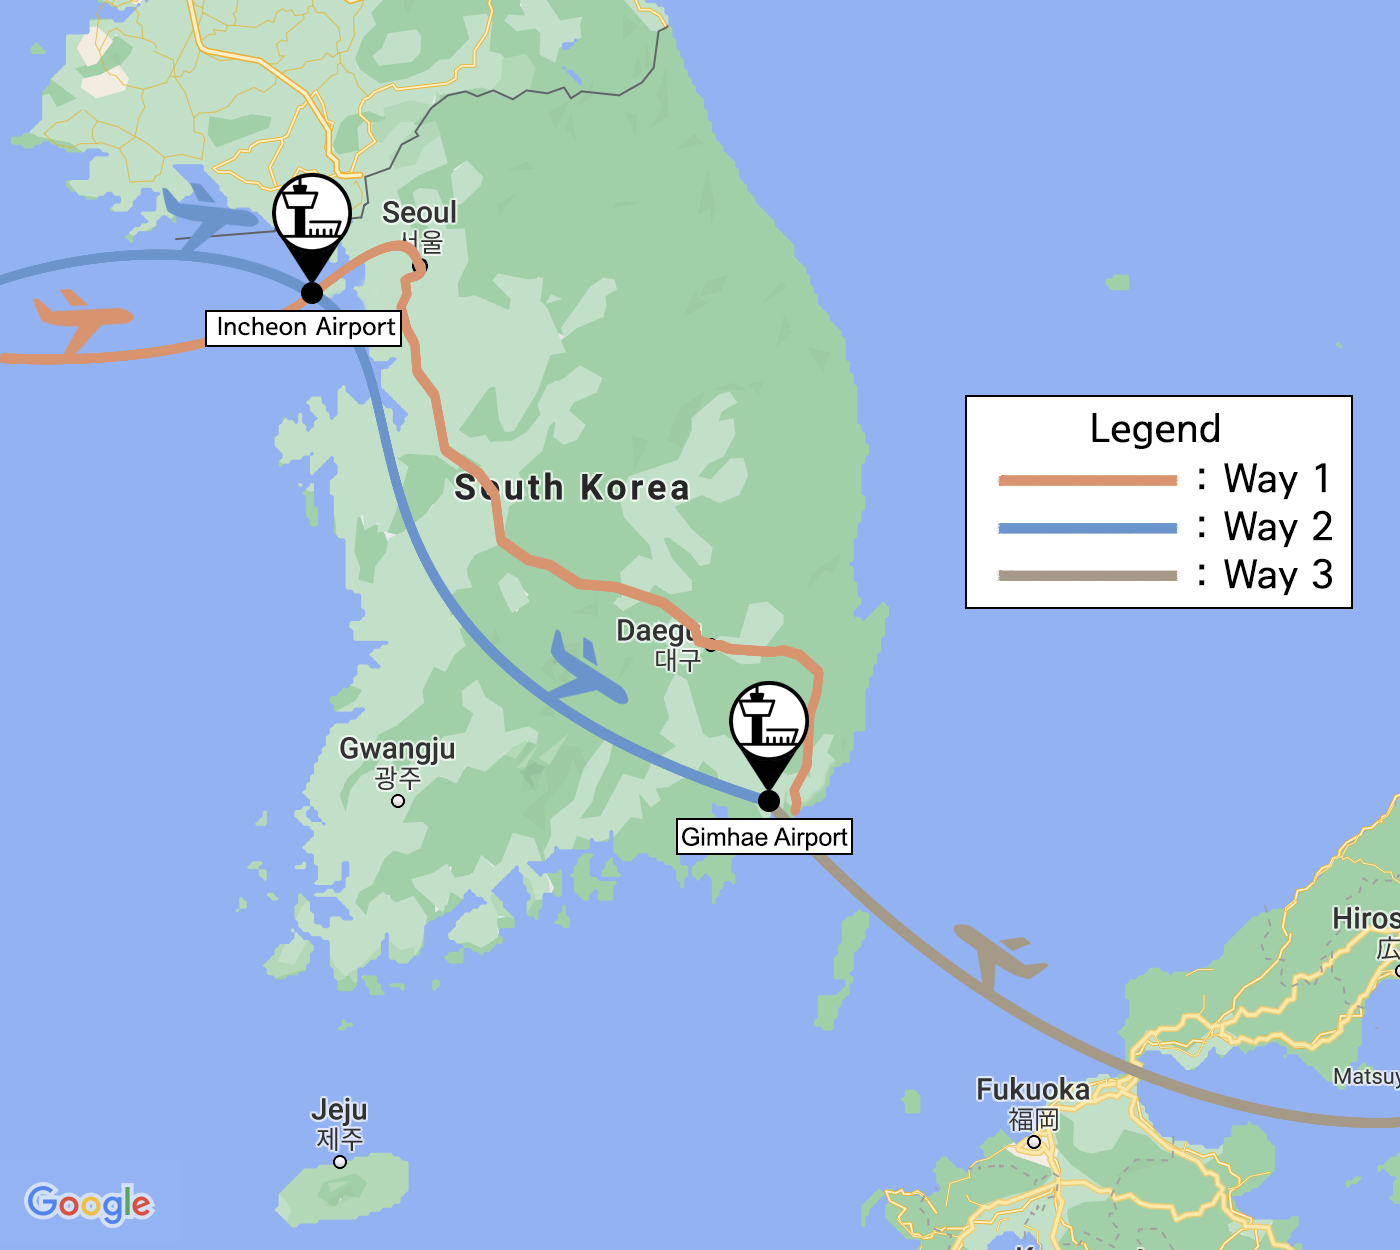 Seoul
서울
Incheon Airport
Legend
: Way 1
: Way 2
: Way 3
South Korea
Daegu
대구
Gwangju
광주
Gimhae Airport
Hiros
広
Matsuy
Fukuoka
福岡
Jeju
제주
Google